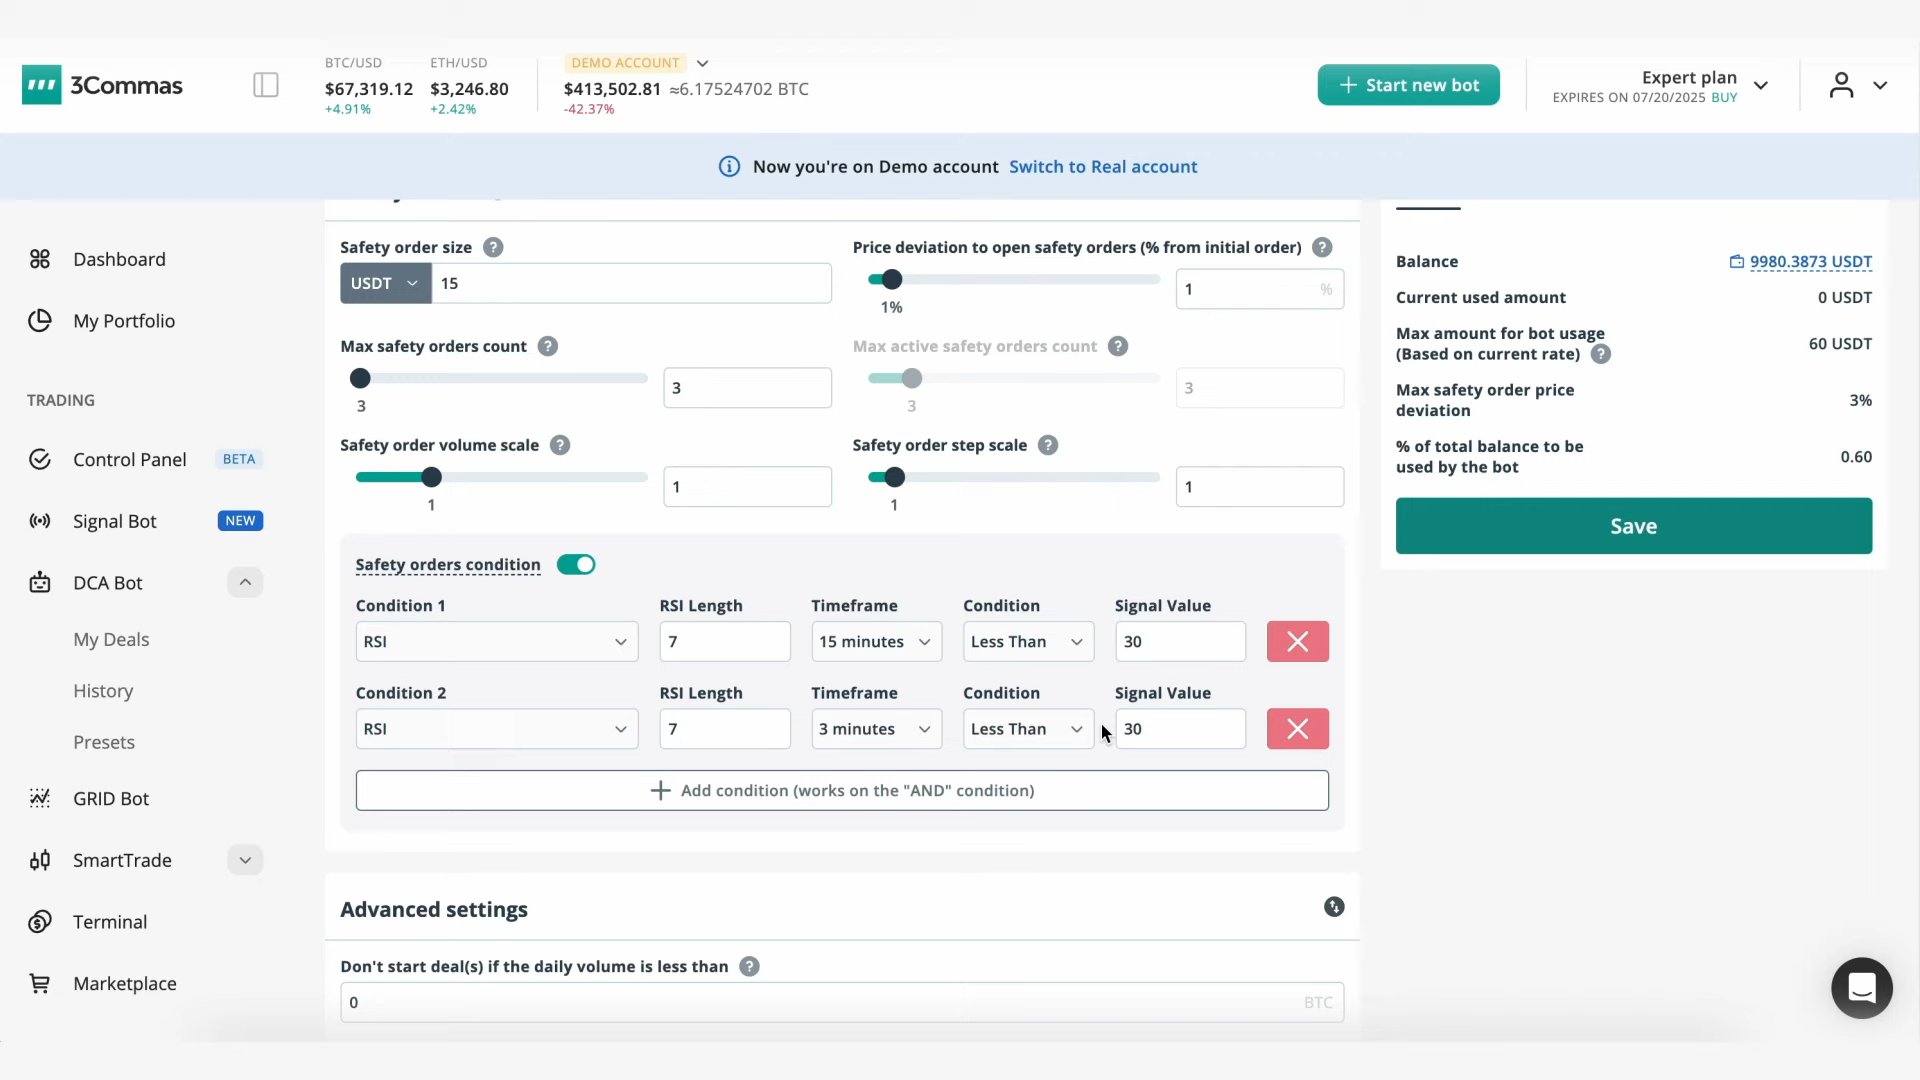 3Commas
BTC/USD
$67,319.12
+4.91%
ETH/USD
$3,246.80
+2.42%
DEMO ACCOUNT
$413,502.81 ≈6.17524702 BTC
-42.37%
Start new bot
Expert plan
EXPIRES ON 07/20/2025 BUY
Now you're on Demo account Switch to Real account
Dashboard
My Portfolio
TRADING
Control Panel BETA
Signal Bot NEW
DCA Bot
My Deals
History
Presets
GRID Bot
SmartTrade
Terminal
Marketplace
Safety order size ?
USDT 15
Price deviation to open safety orders (% from initial order) ?
1%
1 %
Max safety orders count ?
3
3
Max active safety orders count ?
3
3
Safety order volume scale ?
1
1
Safety order step scale ?
1
1
Safety orders condition
Condition 1 RSI Length Timeframe Condition Signal Value
RSI 7 15 minutes Less Than 30
Condition 2 RSI Length Timeframe Condition Signal Value
RSI 7 3 minutes Less Than 30
Add condition (works on the "AND" condition)
Advanced settings
Don't start deal(s) if the daily volume is less than ?
0 BTC
Balance 9980.3873 USDT
Current used amount 0 USDT
Max amount for bot usage
(Based on current rate) ? 60 USDT
Max safety order price
deviation 3%
% of total balance to be
used by the bot 0.60
Save